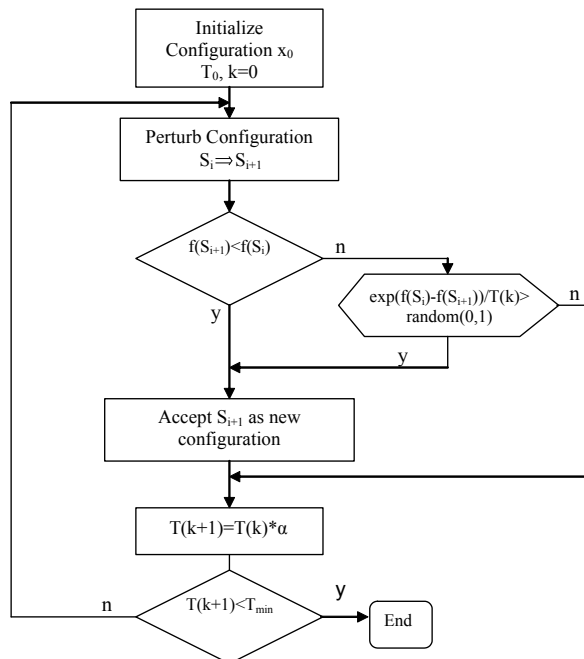 Initialize
Configuration x₀
T₀, k=0
Perturb Configuration
Sᵢ⇒Sᵢ₊₁
f(Sᵢ₊₁)<f(Sᵢ)
n
exp(f(Sᵢ)-f(Sᵢ₊₁))/T(k)>
random(0,1)
n
y
y
Accept Sᵢ₊₁ as new
configuration
T(k+1)=T(k)*α
n
T(k+1)<Tₘᵢₙ
y
End